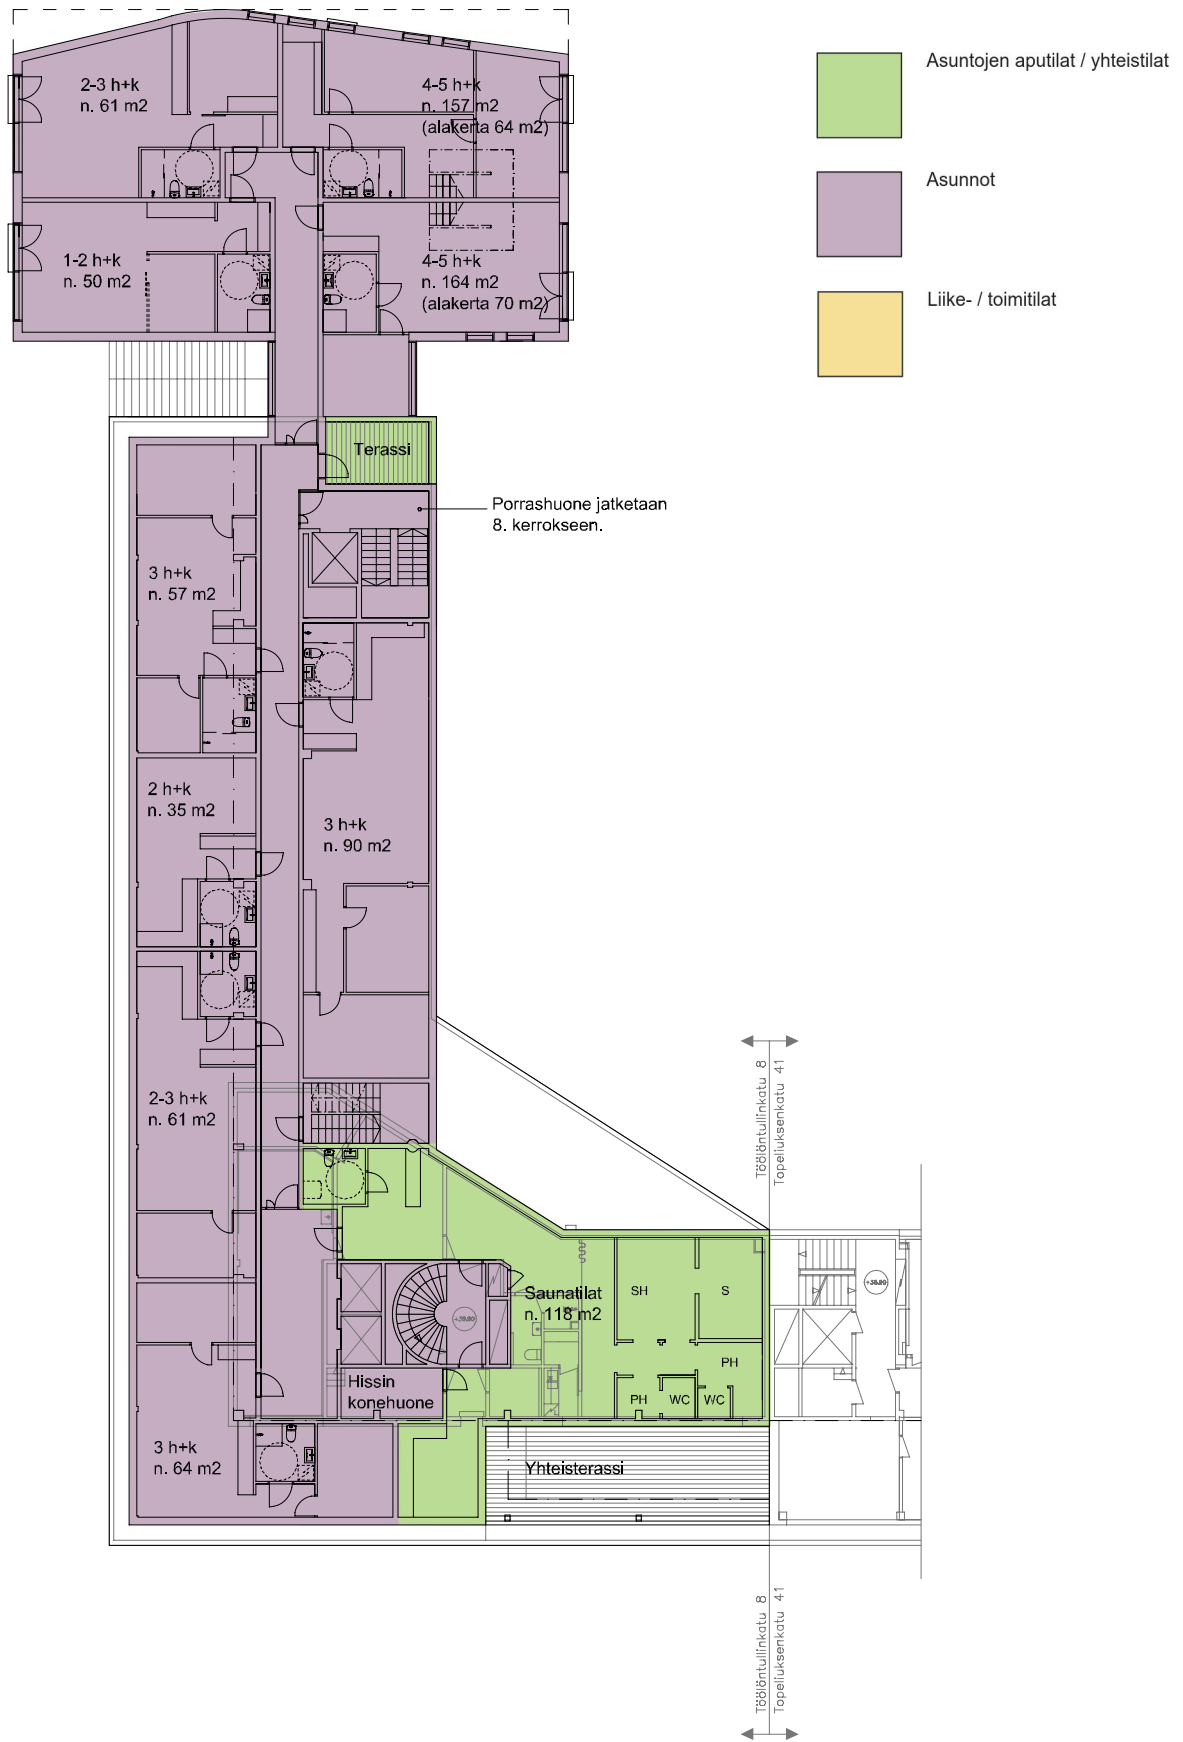 2-3 h+k
n. 61 m2
4-5 h+k
n. 157 m2
(alakerta 64 m2)
Asuntojen aputilat / yhteistilat
Asunnot
1-2 h+k
n. 50 m2
4-5 h+k
n. 164 m2
(alakerta 70 m2)
Liike- / toimitilat
Terassi
Porrashuone jatketaan
8. kerrokseen.
3 h+k
n. 57 m2
2 h+k
n. 35 m2
3 h+k
n. 90 m2
2-3 h+k
n. 61 m2
Töölöntullinkatu 8
Topeliuksenkatu 41
Saunatilat
n. 118 m2
SH
S
PH
PH
WC
WC
Hissin
konehuone
3 h+k
n. 64 m2
Yhteisterassi
Töölöntullinkatu 8
Topeliuksenkatu 41